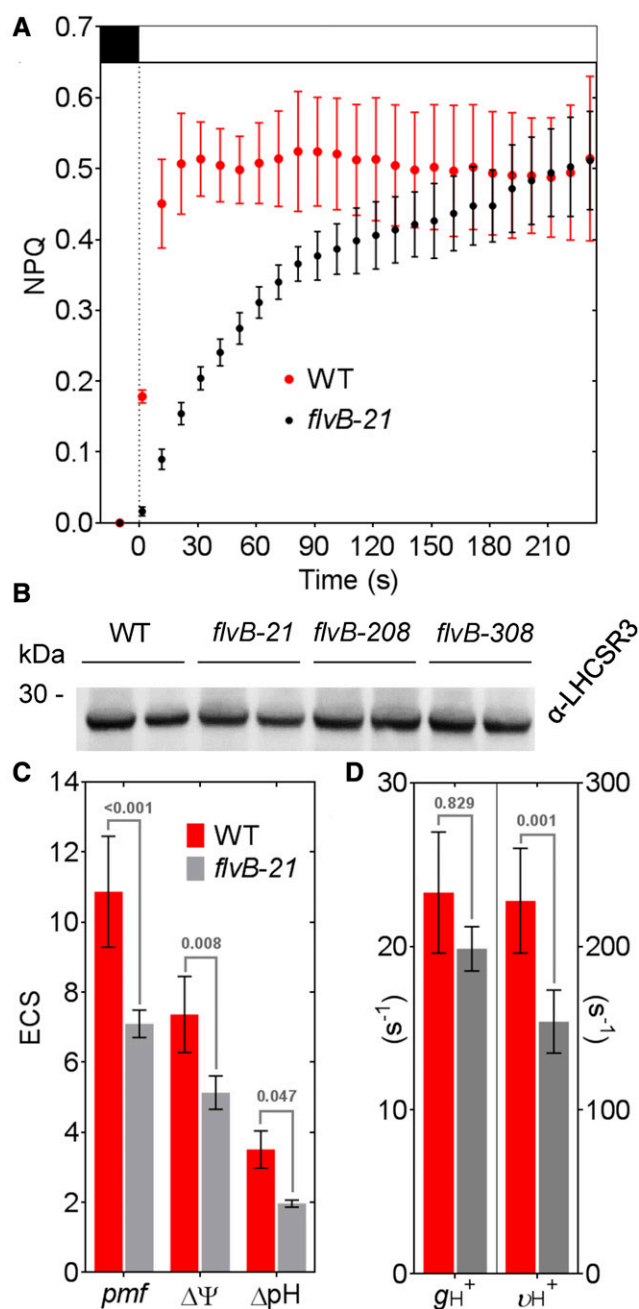 A
0.7
0.6
0.5
0.4
0.3
0.2
0.1
0.0
NPQ
WT
flvB-21
0 30 60 90 120 150 180 210
Time (s)
B
WT flvB-21 flvB-208 flvB-308
kDa
30 -
α-LHCSR3
C
14
12
10
8
6
4
2
0
ECS
<0.001
0.008
0.047
WT
flvB-21
pmf ΔΨ ΔpH
D
30
20
10
0
(s⁻¹)
0.829
0.001
300
200
100
0
(s⁻¹)
gH⁺ υH⁺